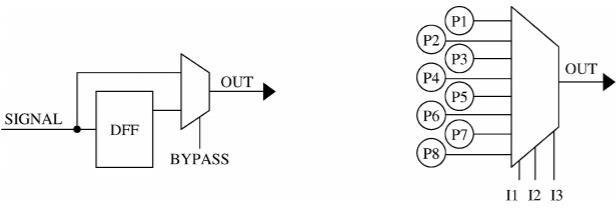 SIGNAL
DFF
OUT
BYPASS
P1
P2
P3
P4
P5
P6
P7
P8
OUT
I1 I2 I3